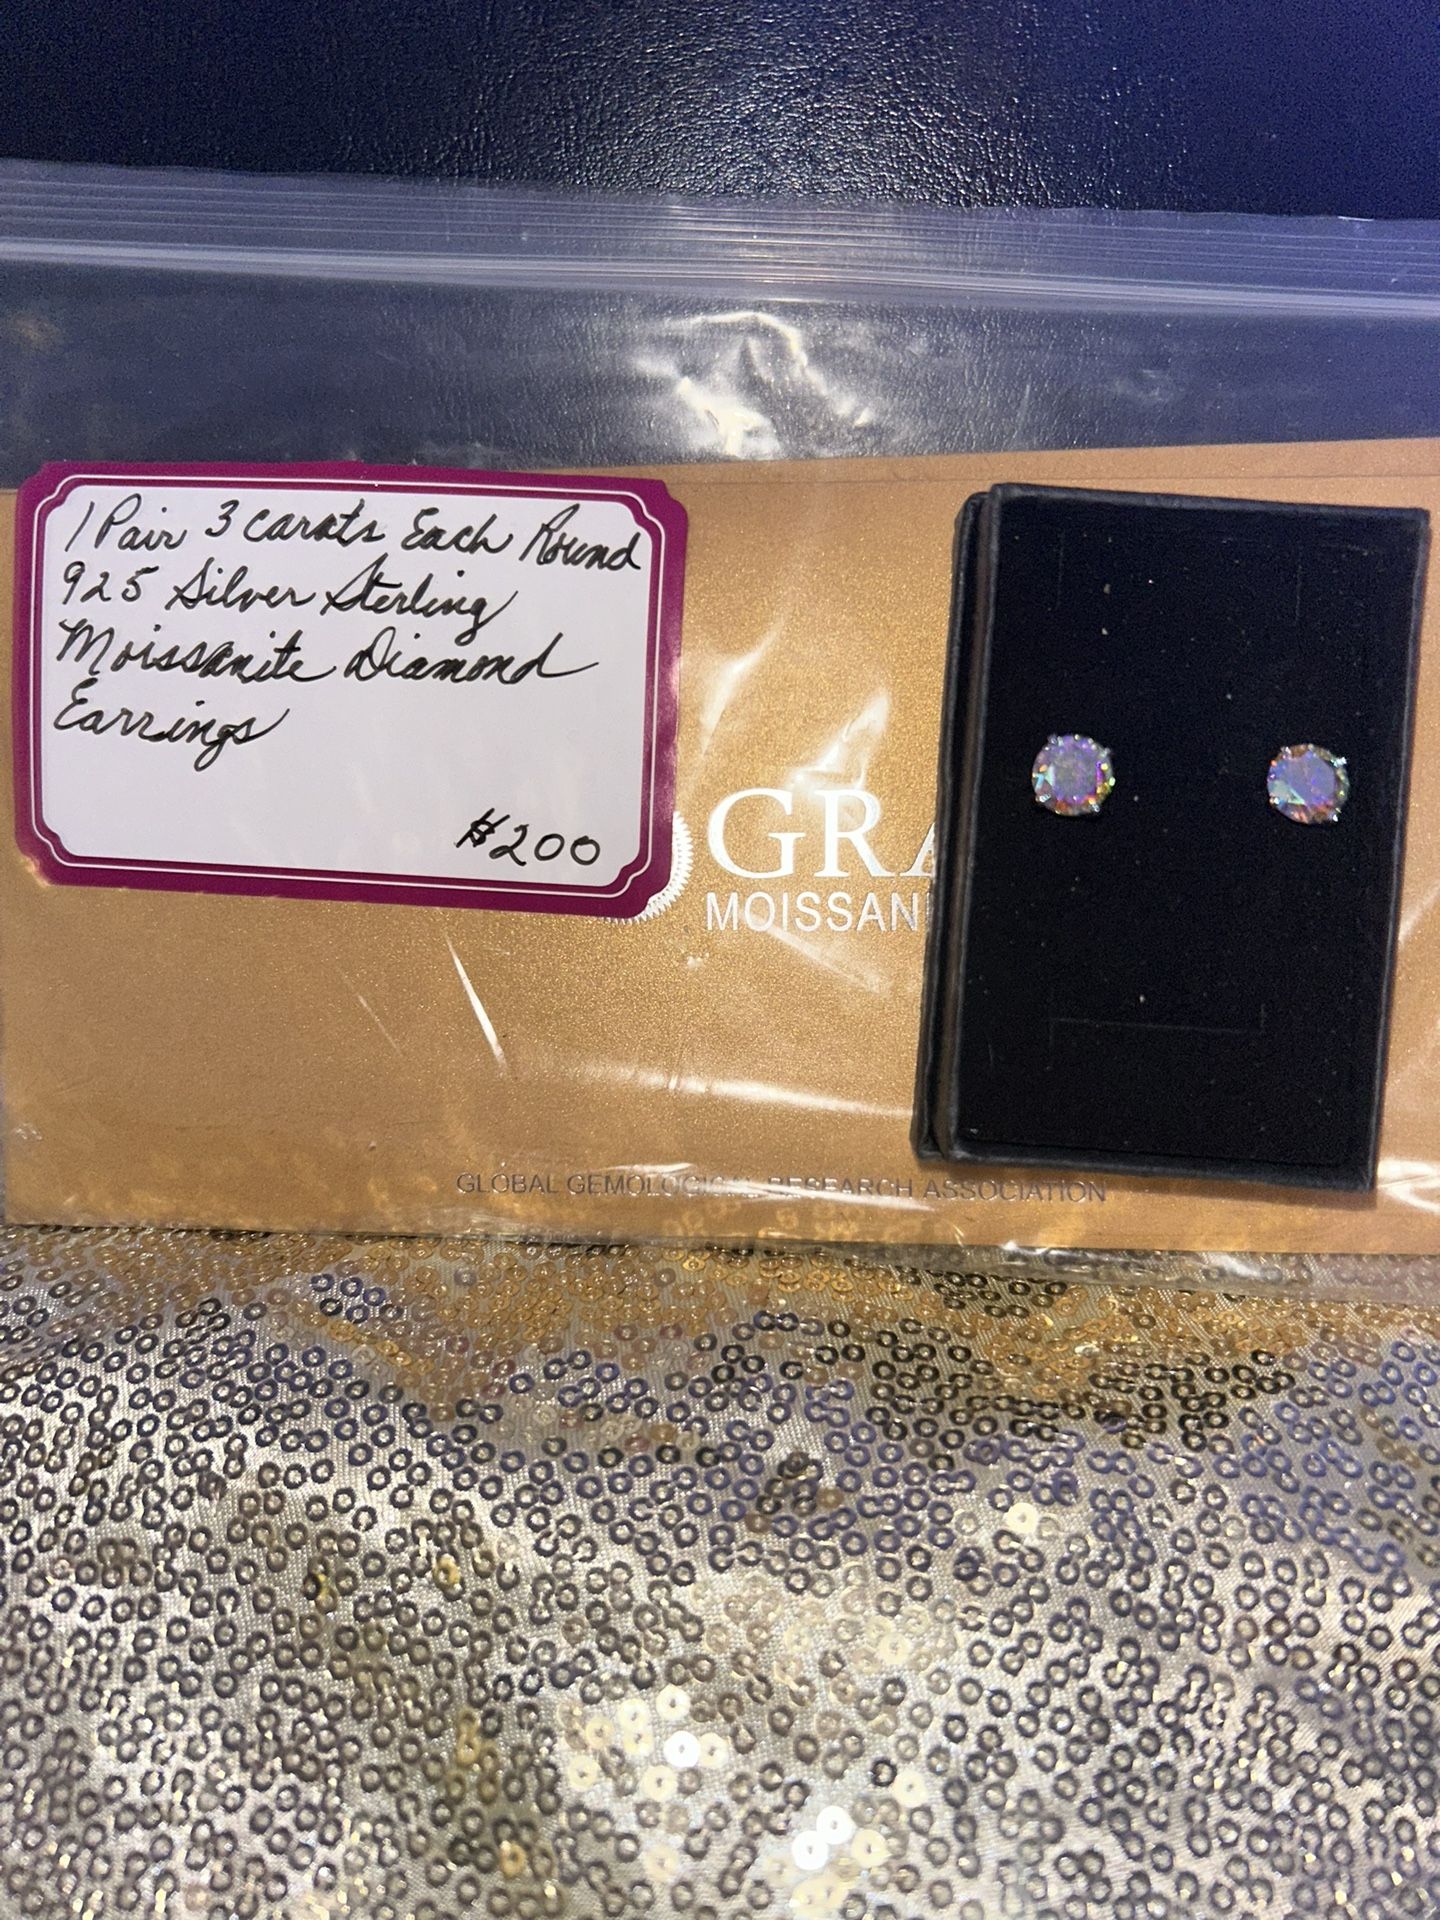 1 Pair 3 carats Each Round
925 Silver Sterling
Moissanite Diamond
Earrings
$200
GRA
MOISSAN
GLOBAL GEMOLOGICAL RESEARCH ASSOCIATION